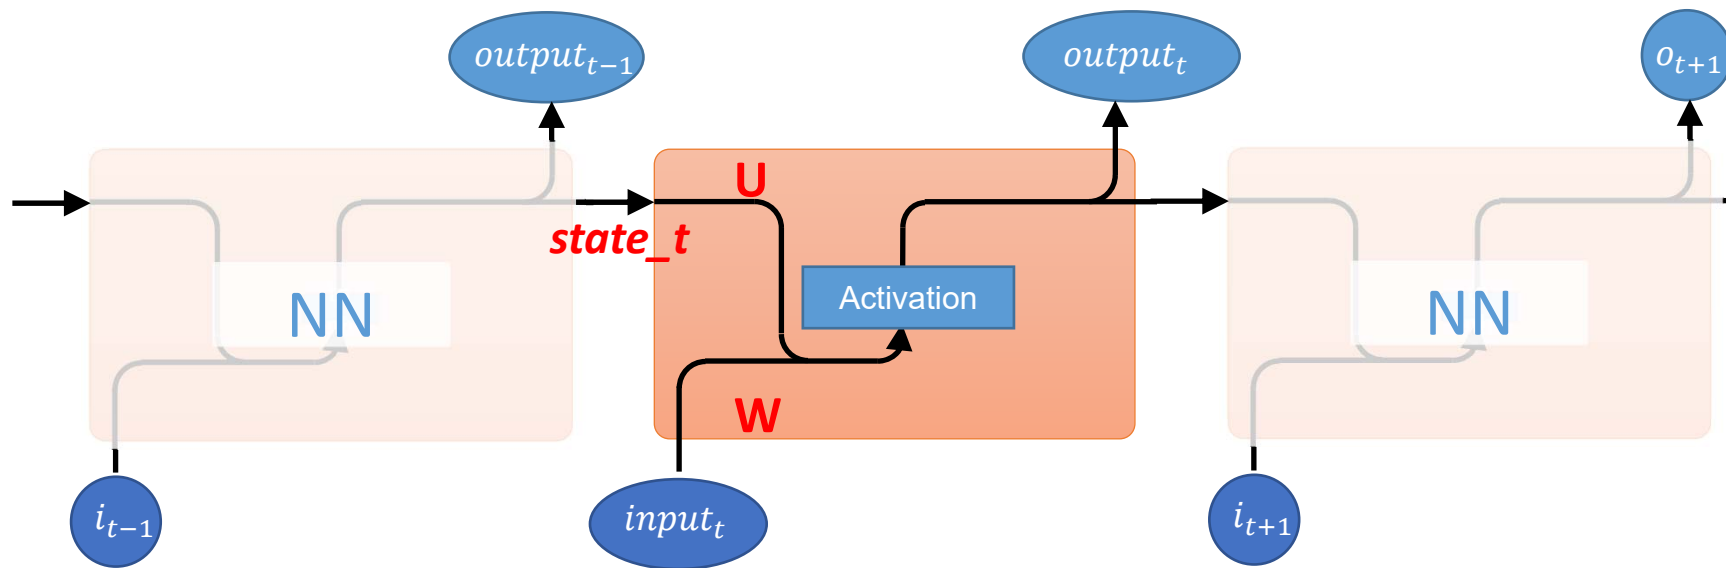 output_{t−1}
output_t
o_{t+1}
U
state_t
NN
Activation
NN
W
i_{t−1}
input_t
i_{t+1}